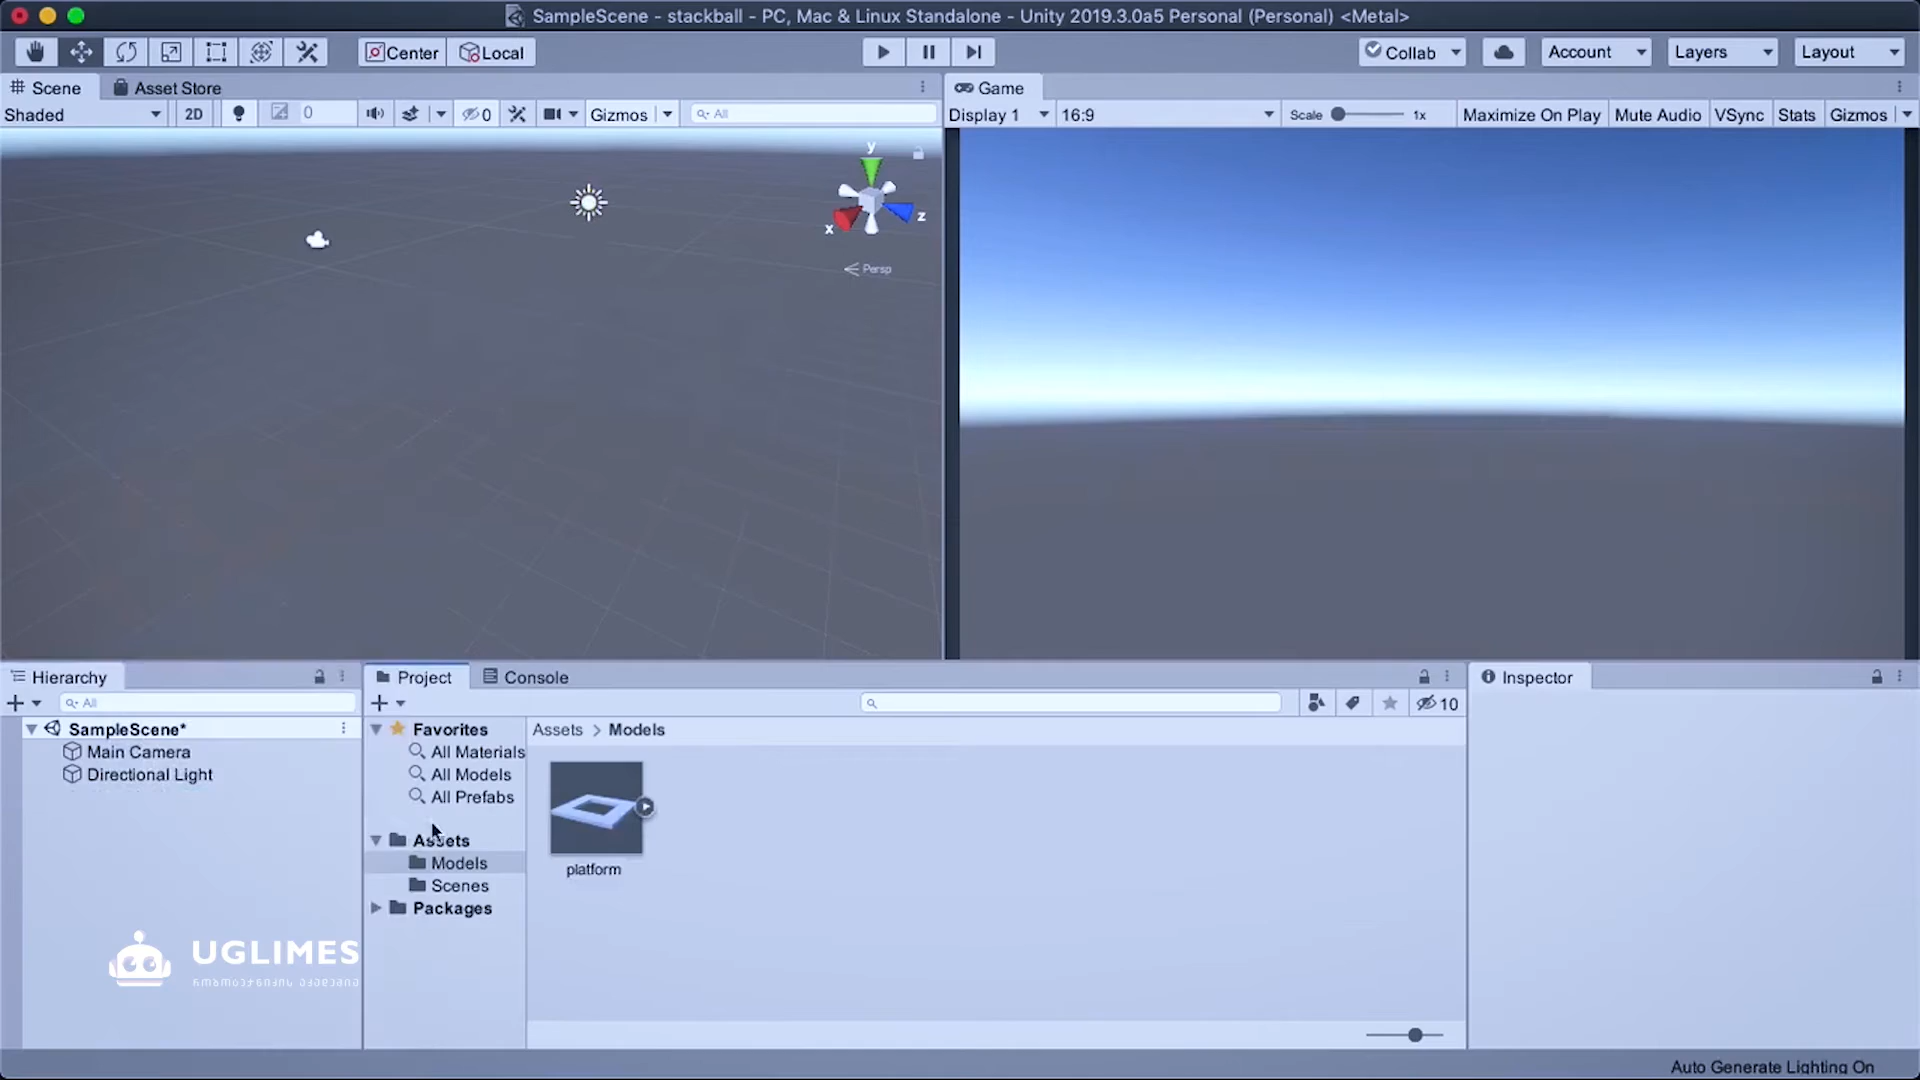 SampleScene - stackball - PC, Mac & Linux Standalone - Unity 2019.3.0a5 Personal (Personal) <Metal>
Center Local Collab Account Layers Layout
Scene Asset Store Game
Shaded 2D 0 0 Gizmos All Display 1 16:9 Scale 1x Maximize On Play Mute Audio VSync Stats Gizmos
y
x z
Persp
Hierarchy Project Console Inspector
All 10
SampleScene* Favorites Assets > Models
Main Camera All Materials
Directional Light All Models
All Prefabs
Assets
Models platform
Scenes
Packages
UGLIMES
Auto Generate Lighting On